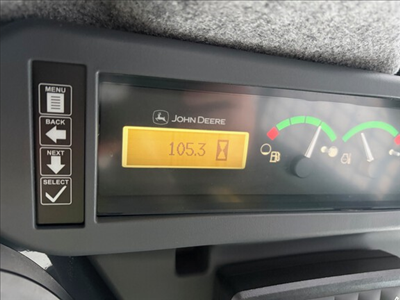 MENU
BACK
NEXT
SELECT
JOHN DEERE
105.3